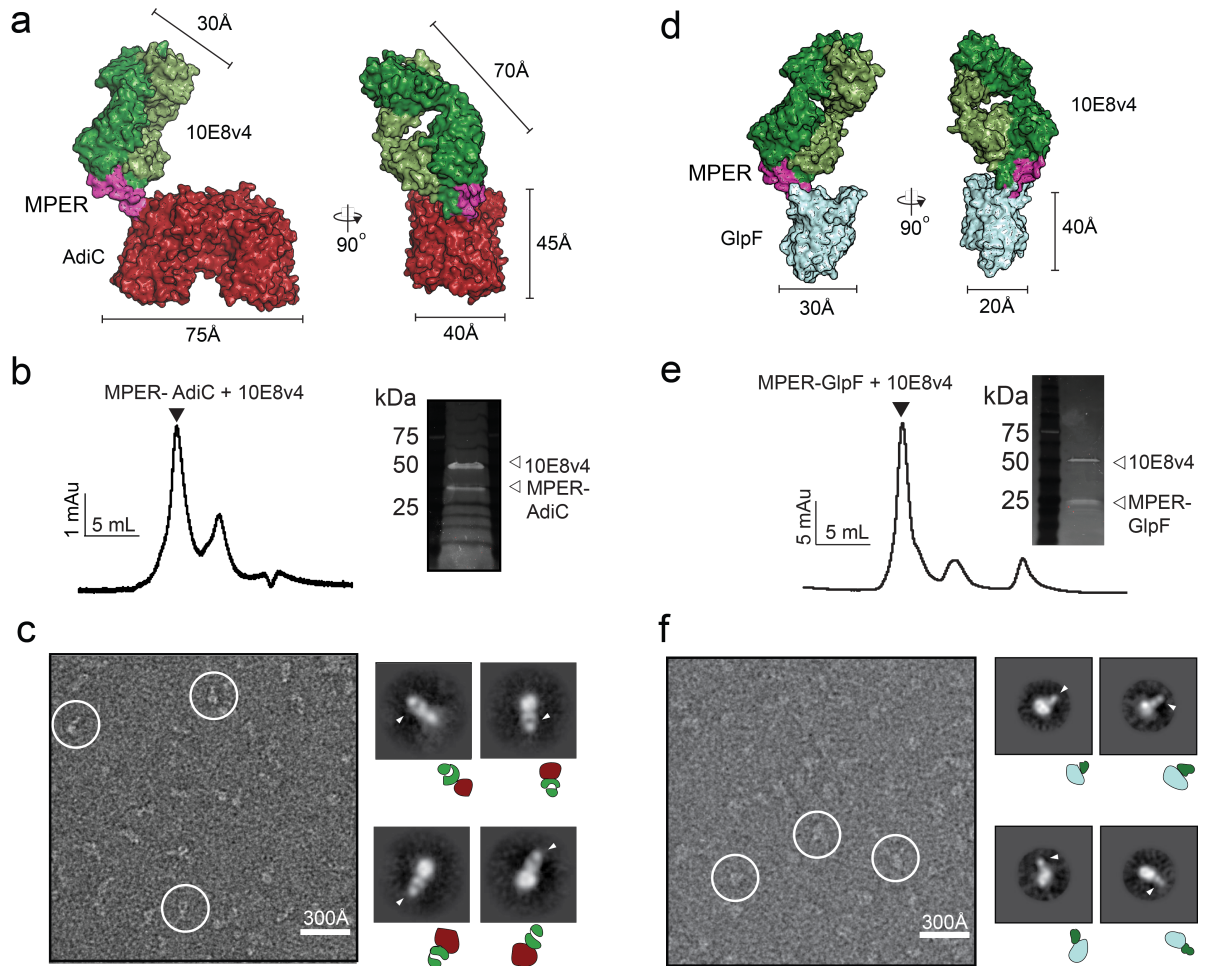 a
30Å
10E8v4
MPER
AdiC
75Å
90°
70Å
45Å
40Å
d
10E8v4
MPER
GlpF
30Å
90°
40Å
20Å
b
MPER- AdiC + 10E8v4
1 mAu
5 mL
kDa
75
50
25
10E8v4
MPER-
AdiC
e
MPER-GlpF + 10E8v4
5 mAu
5 mL
kDa
75
50
25
10E8v4
MPER-
GlpF
c
300Å
f
300Å